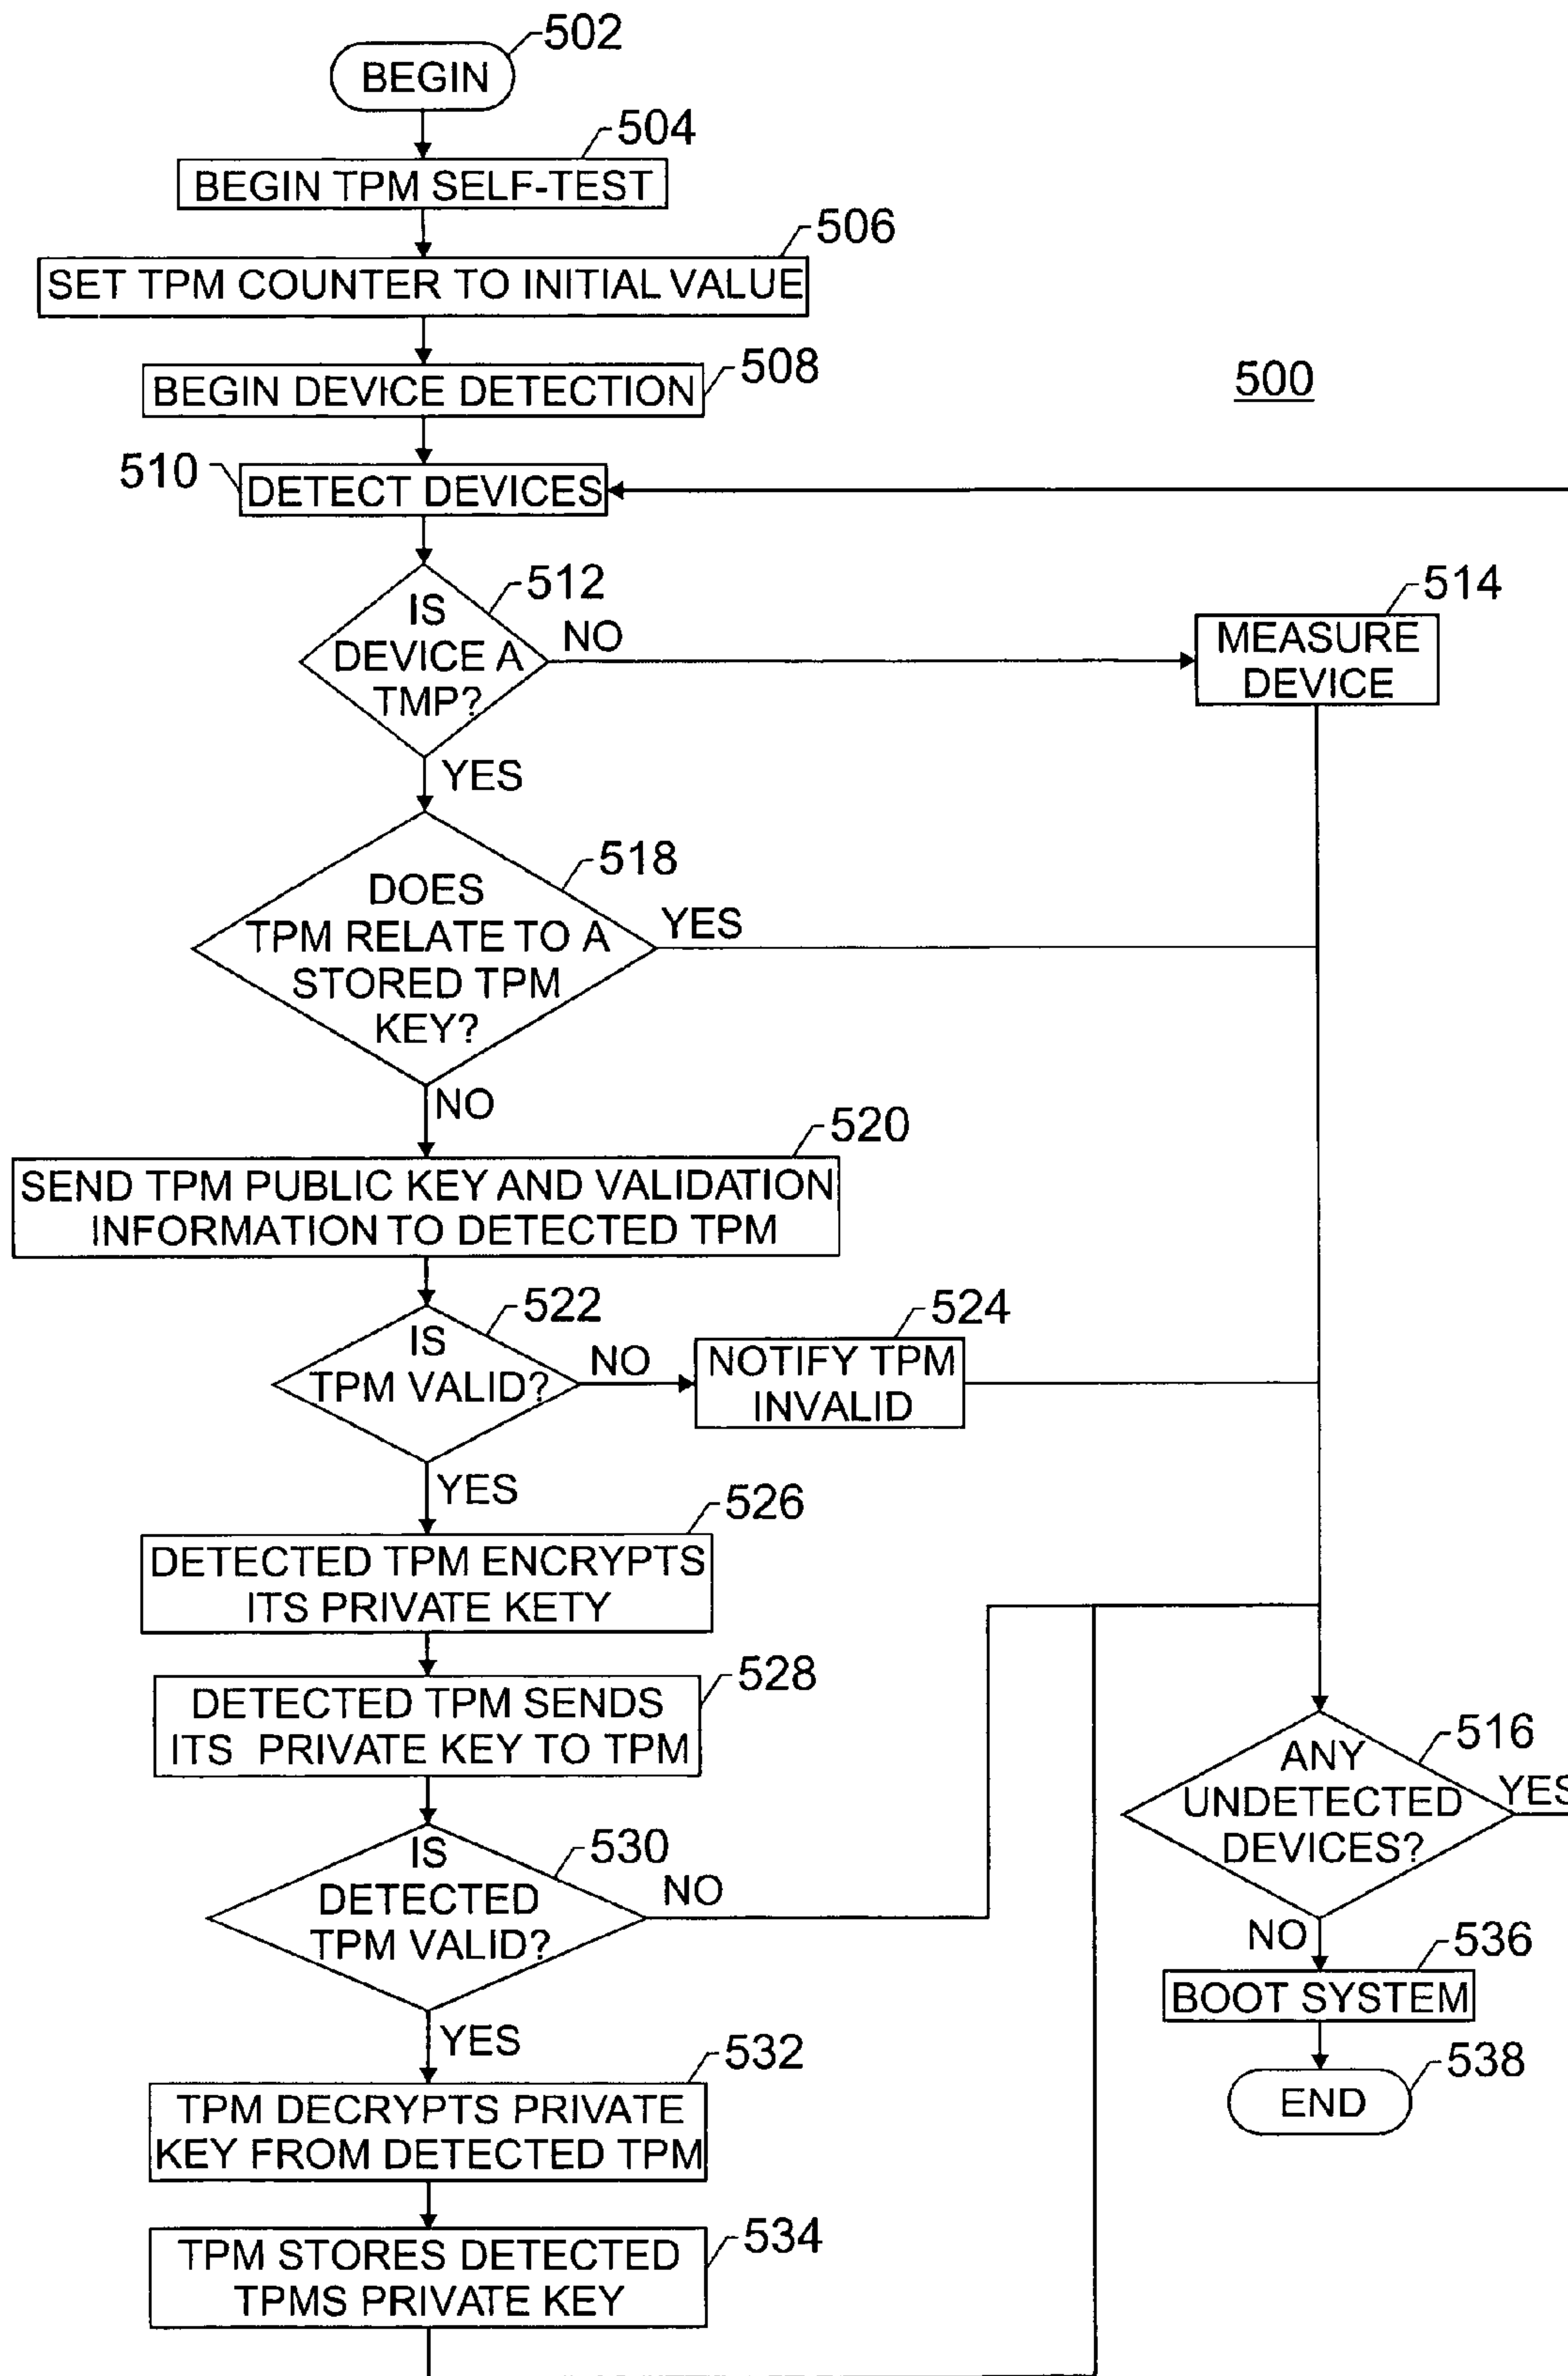 502
BEGIN
504
BEGIN TPM SELF-TEST
506
SET TPM COUNTER TO INITIAL VALUE
508
BEGIN DEVICE DETECTION
500
510
DETECT DEVICES
512
IS
DEVICE A
TMP?
NO
514
MEASURE
DEVICE
YES
518
DOES
TPM RELATE TO A
STORED TPM
KEY?
YES
NO
520
SEND TPM PUBLIC KEY AND VALIDATION
INFORMATION TO DETECTED TPM
522
IS
TPM VALID?
NO
524
NOTIFY TPM
INVALID
YES
526
DETECTED TPM ENCRYPTS
ITS PRIVATE KETY
528
DETECTED TPM SENDS
ITS PRIVATE KEY TO TPM
516
ANY
UNDETECTED
DEVICES?
YES
530
IS
DETECTED
TPM VALID?
NO
NO
536
BOOT SYSTEM
YES
532
TPM DECRYPTS PRIVATE
KEY FROM DETECTED TPM
538
END
534
TPM STORES DETECTED
TPMS PRIVATE KEY